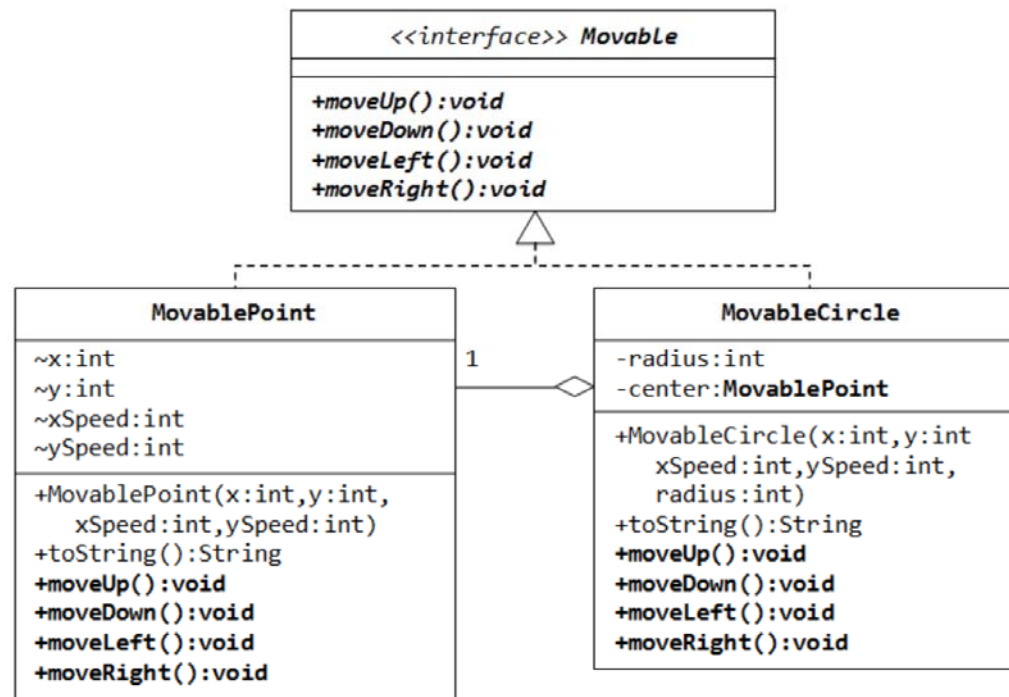 <<interface>> Movable
+moveUp():void
+moveDown():void
+moveLeft():void
+moveRight():void
MovablePoint
~x:int
~y:int
~xSpeed:int
~ySpeed:int
+MovablePoint(x:int,y:int,
xSpeed:int,ySpeed:int)
+toString():String
+moveUp():void
+moveDown():void
+moveLeft():void
+moveRight():void
1
MovableCircle
-radius:int
-center:MovablePoint
+MovableCircle(x:int,y:int
xSpeed:int,ySpeed:int,
radius:int)
+toString():String
+moveUp():void
+moveDown():void
+moveLeft():void
+moveRight():void